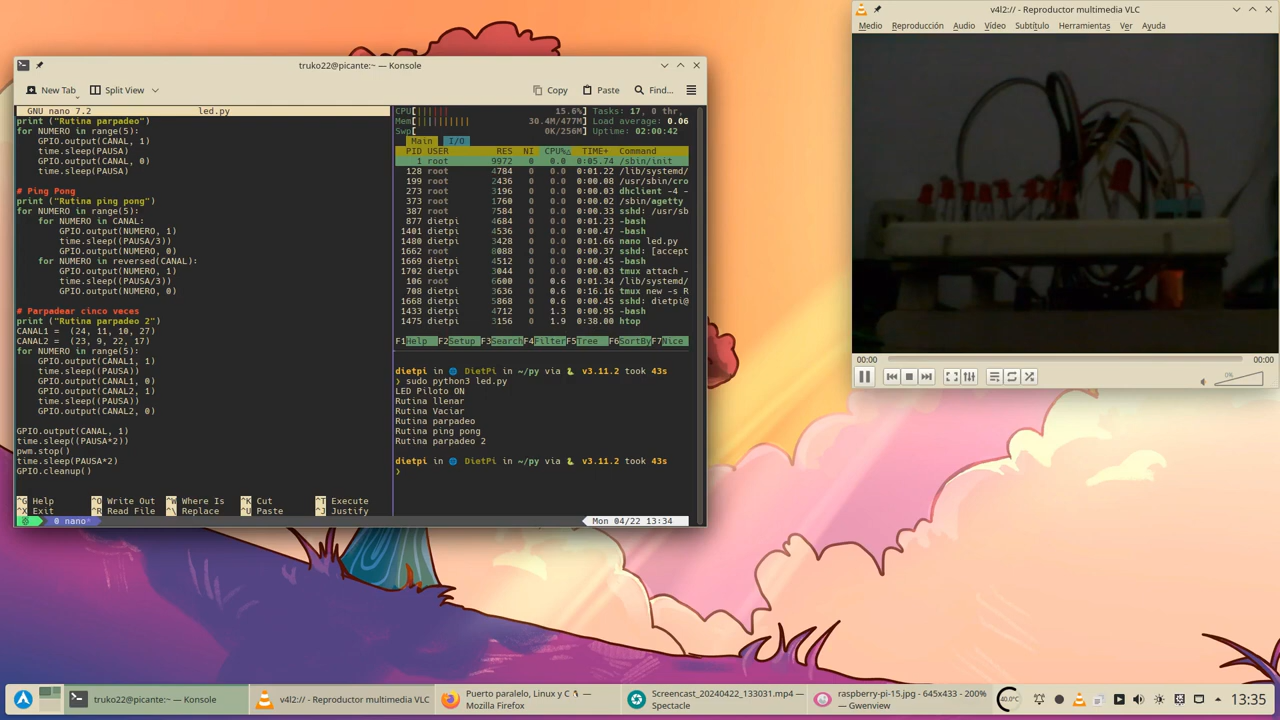 truko22@picante:~ — Konsole
New Tab
Split View
Copy
Paste
Find...
GNU nano 7.2 led.py
print ("Rutina parpadeo")
for NUMERO in range(5):
    GPIO.output(CANAL, 1)
    time.sleep(PAUSA)
    GPIO.output(CANAL, 0)
    time.sleep(PAUSA)
# Ping Pong
print ("Rutina ping pong")
for NUMERO in range(5):
    for NUMERO in CANAL:
        GPIO.output(NUMERO, 1)
        time.sleep((PAUSA/3))
        GPIO.output(NUMERO, 0)
    for NUMERO in reversed(CANAL):
        GPIO.output(NUMERO, 1)
        time.sleep((PAUSA/3))
        GPIO.output(NUMERO, 0)
# Parpadear cinco veces
print ("Rutina parpadeo 2")
CANAL1 =  (24, 11, 10, 27)
CANAL2 =  (23, 9, 22, 17)
for NUMERO in range(5):
    GPIO.output(CANAL1, 1)
    time.sleep(PAUSA))
    GPIO.output(CANAL1, 0)
    GPIO.output(CANAL2, 1)
    time.sleep(PAUSA))
    GPIO.output(CANAL2, 0)
GPIO.output(CANAL, 1)
time.sleep((PAUSA*2))
pwm.stop()
time.sleep(PAUSA*2)
GPIO.cleanup()
^G Help ^O Write Out ^W Where Is ^K Cut ^T Execute
^X Exit ^R Read File ^\ Replace ^U Paste ^J Justify
0 nano*
Mon 04/22 13:34
CPU[|||||| 15.6%] Tasks: 17, 0 thr,
Mem[|||||||||| 30.4M/477M] Load average: 0.06
Swp[ 0K/256M] Uptime: 02:00:42
Main I/O
PID USER RES NI CPU%△ TIME+ Command
1 root 9972 0 0.0 0:05.74 /sbin/init
128 root 4784 0 0.0 0:01.22 /lib/systemd/
199 root 2436 0 0.0 0:00.08 /usr/sbin/cro
273 root 3196 0 0.0 0:00.03 dhclient -4 -
373 root 1760 0 0.0 0:00.02 /sbin/agetty
387 root 7584 0 0.0 0:00.33 sshd: /usr/sb
877 dietpi 4684 0 0.0 0:01.23 -bash
1401 dietpi 4536 0 0.0 0:00.47 -bash
1480 dietpi 3428 0 0.0 0:01.66 nano led.py
1662 root 8088 0 0.0 0:00.37 sshd: [accept
1669 dietpi 4512 0 0.0 0:00.45 -bash
1702 dietpi 3044 0 0.0 0:00.03 tmux attach -
106 root 6600 0 0.6 0:01.34 /lib/systemd/
708 dietpi 3636 0 0.6 0:16.16 tmux new -s R
1668 dietpi 5868 0 0.6 0:00.45 sshd: dietpi@
1433 dietpi 4712 0 1.3 0:00.95 -bash
1475 dietpi 3156 0 1.9 0:38.00 htop
F1Help F2Setup F3SearchF4FilterF5Tree F6SortByF7Nice
dietpi in 🌐 DietPi in ~/py via 🐍 v3.11.2 took 43s
❯ sudo python3 led.py
LED Piloto ON
Rutina llenar
Rutina Vaciar
Rutina parpadeo
Rutina ping pong
Rutina parpadeo 2
dietpi in 🌐 DietPi in ~/py via 🐍 v3.11.2 took 43s
❯
v4l2:// - Reproductor multimedia VLC
Medio Reproducción Audio Vídeo Subtítulo Herramientas Ver Ayuda
00:00 00:00
0%
truko22@picante:~ — Konsole
v4l2:// - Reproductor multimedia VLC
Puerto paralelo, Linux y C 🐧 —
Mozilla Firefox
Screencast_20240422_133031.mp4 —
Spectacle
raspberry-pi-15.jpg - 645x433 - 200%
— Gwenview
40.0°C
13:35